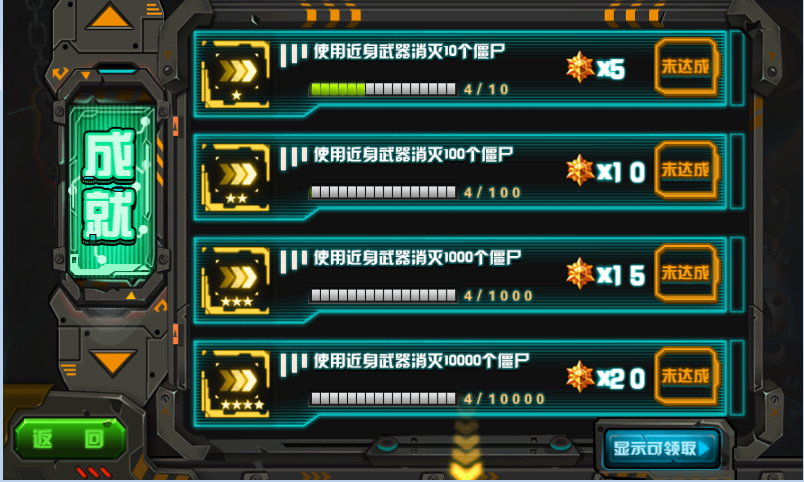 使用近身武器消灭10个僵尸
4/10
x5
未达成
使用近身武器消灭100个僵尸
4/100
x10
未达成
成就
使用近身武器消灭1000个僵尸
4/1000
x15
未达成
使用近身武器消灭10000个僵尸
4/10000
x20
未达成
返回
显示可领取